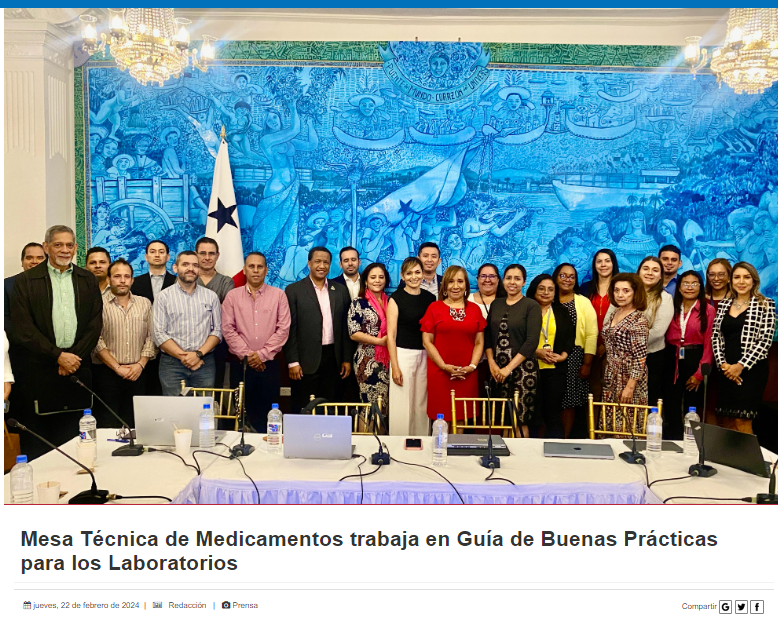 Mesa Técnica de Medicamentos trabaja en Guía de Buenas Prácticas
para los Laboratorios
jueves, 22 de febrero de 2024 | Redacción | Prensa
Compartir